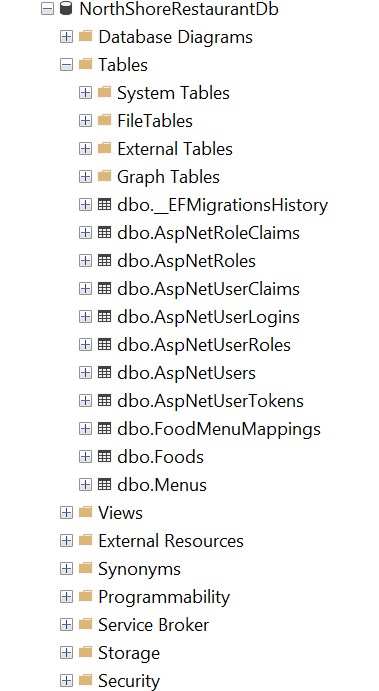 NorthShoreRestaurantDb
Database Diagrams
Tables
System Tables
FileTables
External Tables
Graph Tables
dbo.__EFMigrationsHistory
dbo.AspNetRoleClaims
dbo.AspNetRoles
dbo.AspNetUserClaims
dbo.AspNetUserLogins
dbo.AspNetUserRoles
dbo.AspNetUsers
dbo.AspNetUserTokens
dbo.FoodMenuMappings
dbo.Foods
dbo.Menus
Views
External Resources
Synonyms
Programmability
Service Broker
Storage
Security